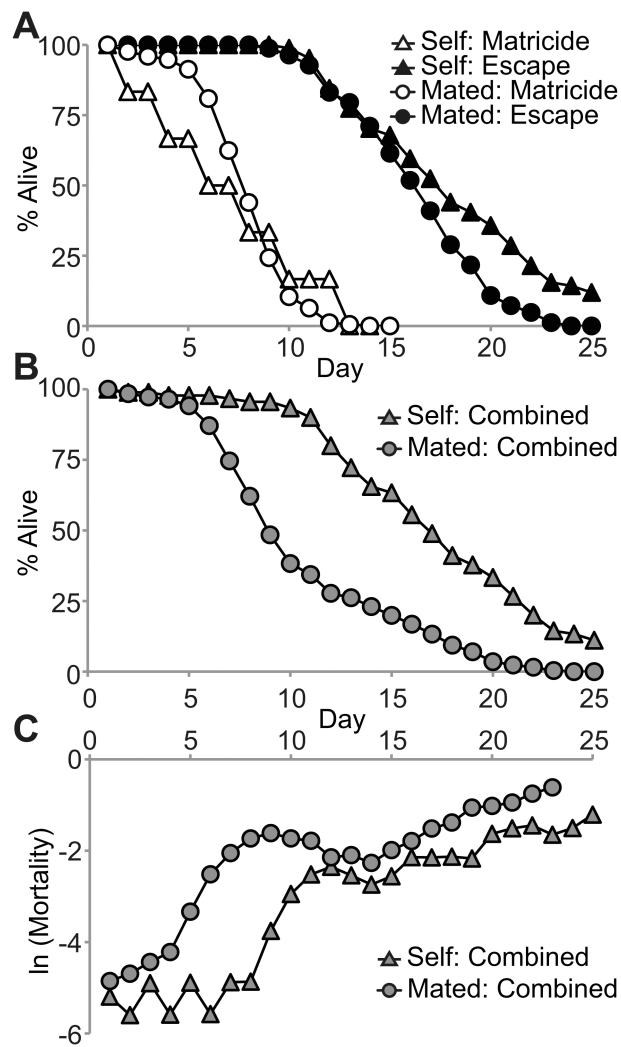 A
100
75
50
25
0
% Alive
Self: Matricide
Self: Escape
Mated: Matricide
Mated: Escape
0 5 10 15 20 25
Day
B
100
75
50
25
0
% Alive
Self: Combined
Mated: Combined
0 5 10 15 20 25
Day
C
0 5 10 15 20 25
0
-2
-4
-6
ln (Mortality)
Self: Combined
Mated: Combined